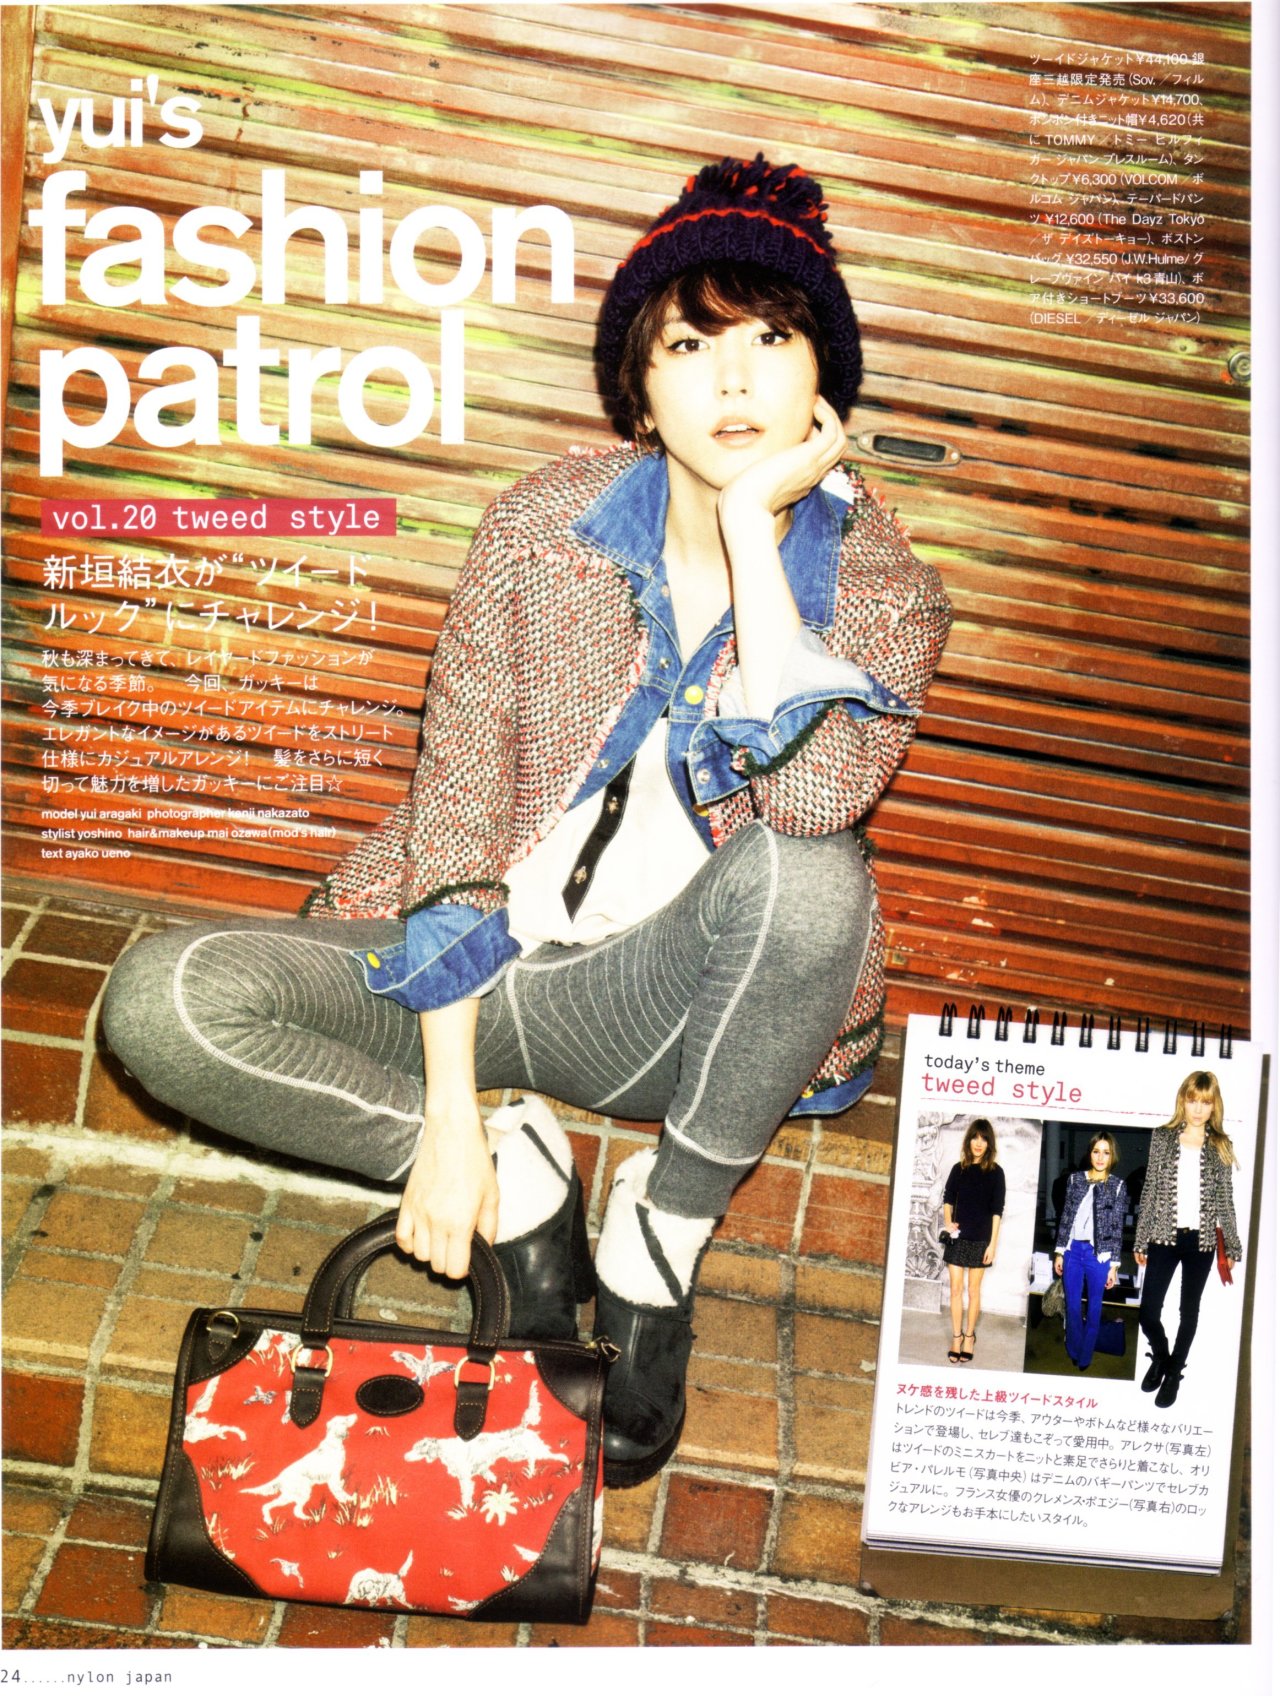 yui's
fashion
patrol
vol.20 tweed style
新垣結衣が“ツイード
ルック”にチャレンジ！
秋も深まってきて、レイヤードファッションが
気になる季節。　今回、ガッキーは
今季ブレイク中のツイードアイテムにチャレンジ。
エレガントなイメージがあるツイードをストリート
仕様にカジュアルアレンジ！　髪をさらに短く
切って魅力を増したガッキーにご注目☆
model yui aragaki photographer kenji nakazato
stylist yoshino hair&makeup mai ozawa(mod's hair)
text ayako ueno
ツーイドジャケット¥44,100 銀
座三越限定発売（Sov.／フィル
ム）、デニムジャケット¥14,700、
ボンボン付きニット帽¥4,620（共
に TOMMY／トミー ヒルフィ
ガー ジャパン プレスルーム）、タン
クトップ¥6,300（VOLCOM／ボ
ルコム ジャパン）、テーパードパン
ツ ¥12,600（The Dayz Tokyo
／ザ デイズトーキョー）、ボストン
バッグ ¥32,550（J.W.Hulme/グ
レープヴァイン バイ k3 青山）、ボ
ア付きショートブーツ¥33,600
（DIESEL／ディーゼル ジャパン）
today's theme
tweed style
ヌケ感を残した上級ツイードスタイル
トレンドのツイードは今季、アウターやボトムなど様々なバリエー
ションで登場し、セレブ達もこぞって愛用中。アレクサ（写真左）
はツイードのミニスカートをニットと素足でさらりと着こなし、オリ
ビア・パレルモ（写真中央）はデニムのバギーパンツでセレブカ
ジュアルに。フランス女優のクレメンス・ポエジー（写真右）のロッ
クなアレンジもお手本にしたいスタイル。
24......nylon japan